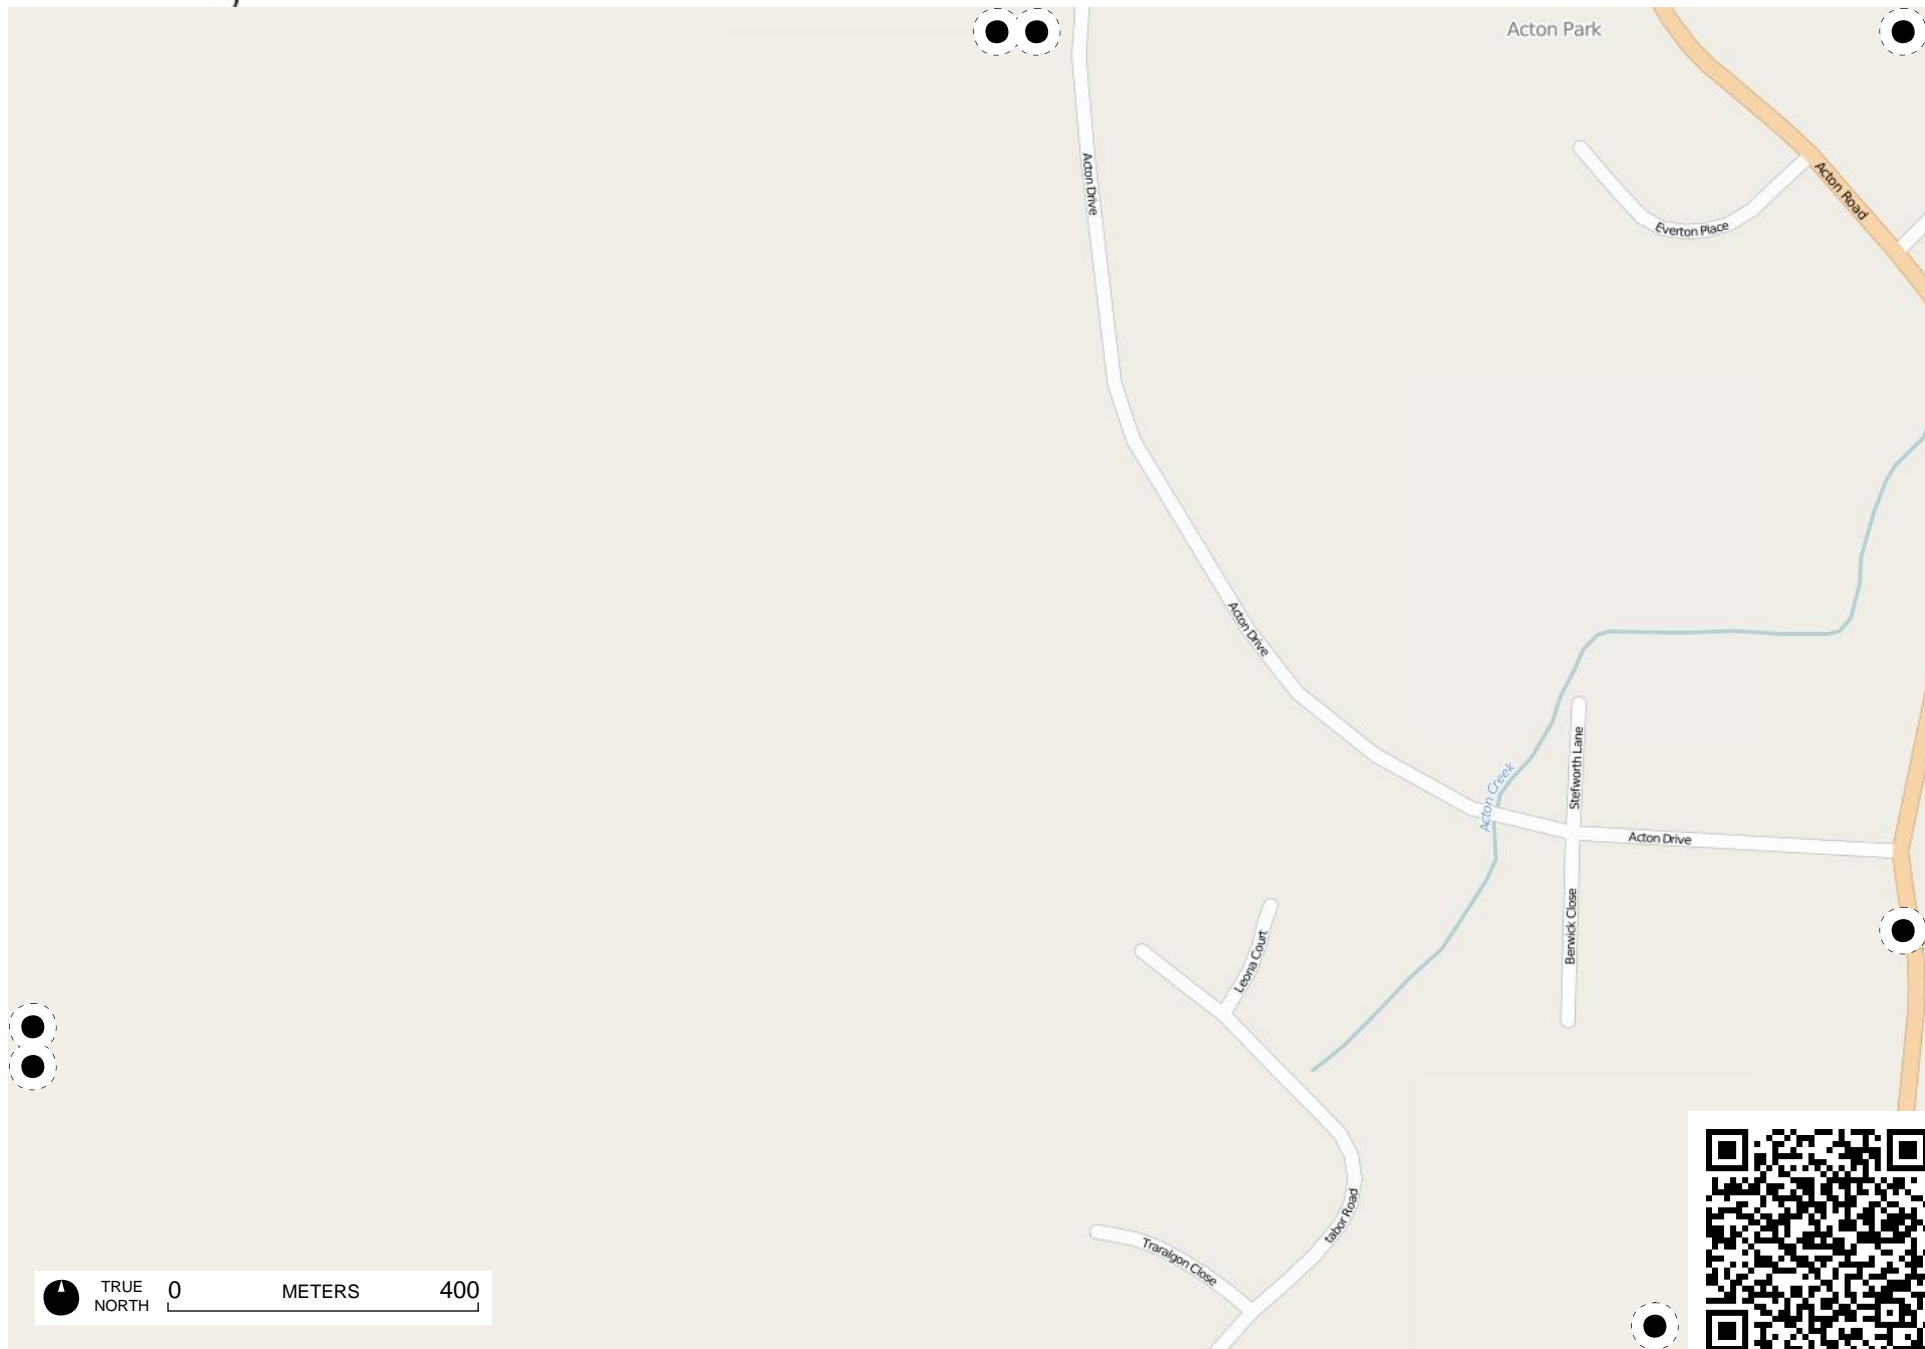 Acton Park
Acton Drive
Acton Road
Everton Place
Acton Drive
Stefworth Lane
Acton Creek
Acton Drive
Berwick Close
Leona Court
tabor Road
Traralgon Close
TRUE
NORTH
0 METERS 400